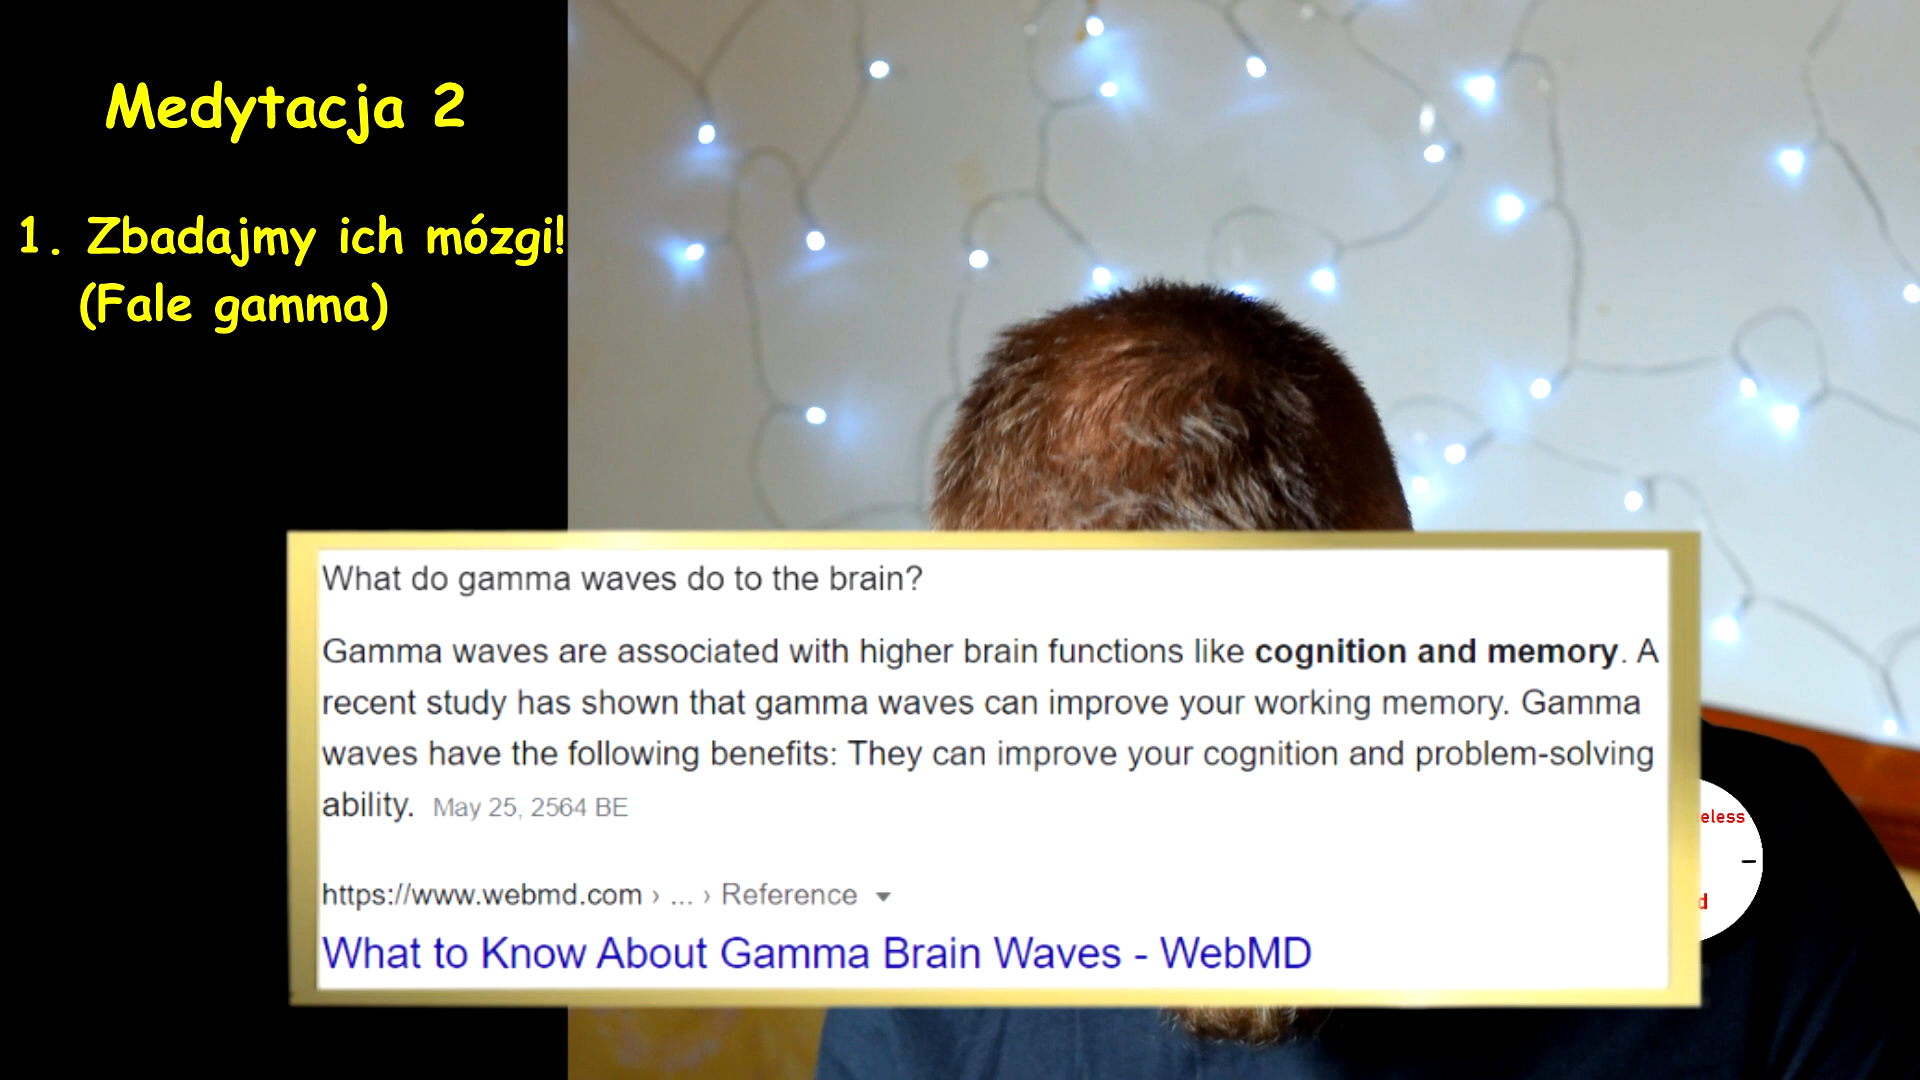 Medytacja 2
1. Zbadajmy ich mózgi!
(Fale gamma)
What do gamma waves do to the brain?
Gamma waves are associated with higher brain functions like cognition and memory. A
recent study has shown that gamma waves can improve your working memory. Gamma
waves have the following benefits: They can improve your cognition and problem-solving
ability. May 25, 2564 BE
https://www.webmd.com › ... › Reference
What to Know About Gamma Brain Waves - WebMD